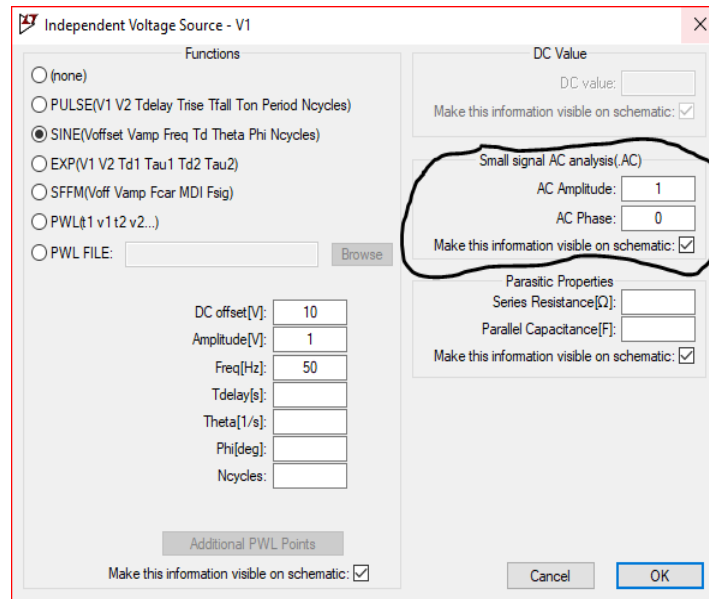 Independent Voltage Source - V1
Functions
(none)
PULSE(V1 V2 Tdelay Trise Tfall Ton Period Ncycles)
SINE(Voffset Vamp Freq Td Theta Phi Ncycles)
EXP(V1 V2 Td1 Tau1 Td2 Tau2)
SFFM(Voff Vamp Fcar MDI Fsig)
PWL(t1 v1 t2 v2...)
PWL FILE: Browse
DC offset[V]: 10
Amplitude[V]: 1
Freq[Hz]: 50
Tdelay[s]:
Theta[1/s]:
Phi[deg]:
Ncycles:
Additional PWL Points
Make this information visible on schematic:
DC Value
DC value:
Make this information visible on schematic:
Small signal AC analysis(.AC)
AC Amplitude: 1
AC Phase: 0
Make this information visible on schematic:
Parasitic Properties
Series Resistance[Ω]:
Parallel Capacitance[F]:
Make this information visible on schematic:
Cancel OK